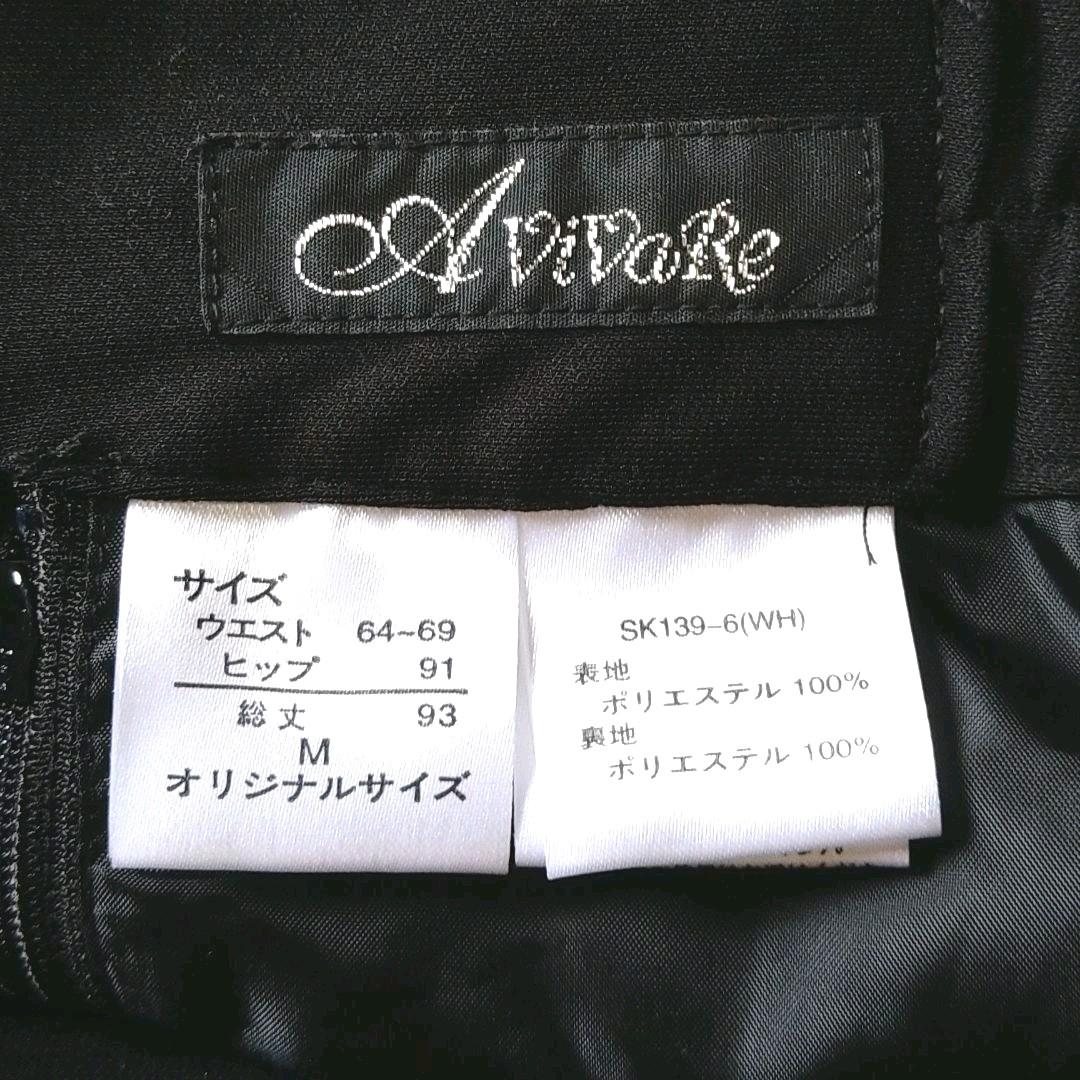 AviVaRe
サイズ
ウエスト 64~69
ヒップ 91
総丈 93
M
オリジナルサイズ
SK139-6(WH)
表地
ポリエステル 100%
裏地
ポリエステル 100%